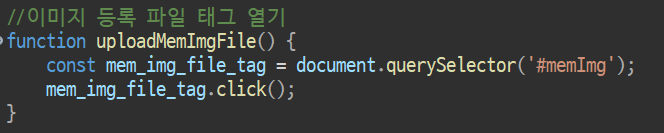 //이미지 등록 파일 태그 열기
function uploadMemImgFile() {
    const mem_img_file_tag = document.querySelector('#memImg');
    mem_img_file_tag.click();
}